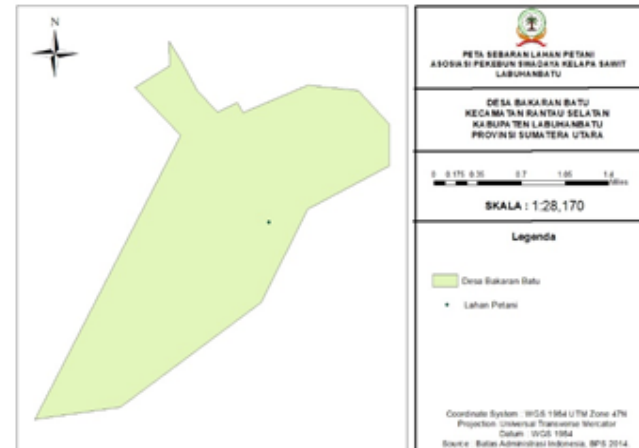 N
PETA SEBARAN LAHAN PETANI
ASOSIASI PEKEBUN SWADAYA KELAPA SAWIT
LABUHANBATU
DESA BAKARAN BATU
KECAMATAN RANTAU SELATAN
KABUPATEN LABUHANBATU
PROVINSI SUMATERA UTARA
0 0.175 0.35 0.7 1.05 1.4
Miles
SKALA : 1:28,170
Legenda
Desa Bakaran Batu
Lahan Petani
Coordinate System : WGS 1984 UTM Zone 47N
Projection: Universal Transverse Mercator
Datum : WGS 1984
Source : Batas Administrasi Indonesia, BPS 2014